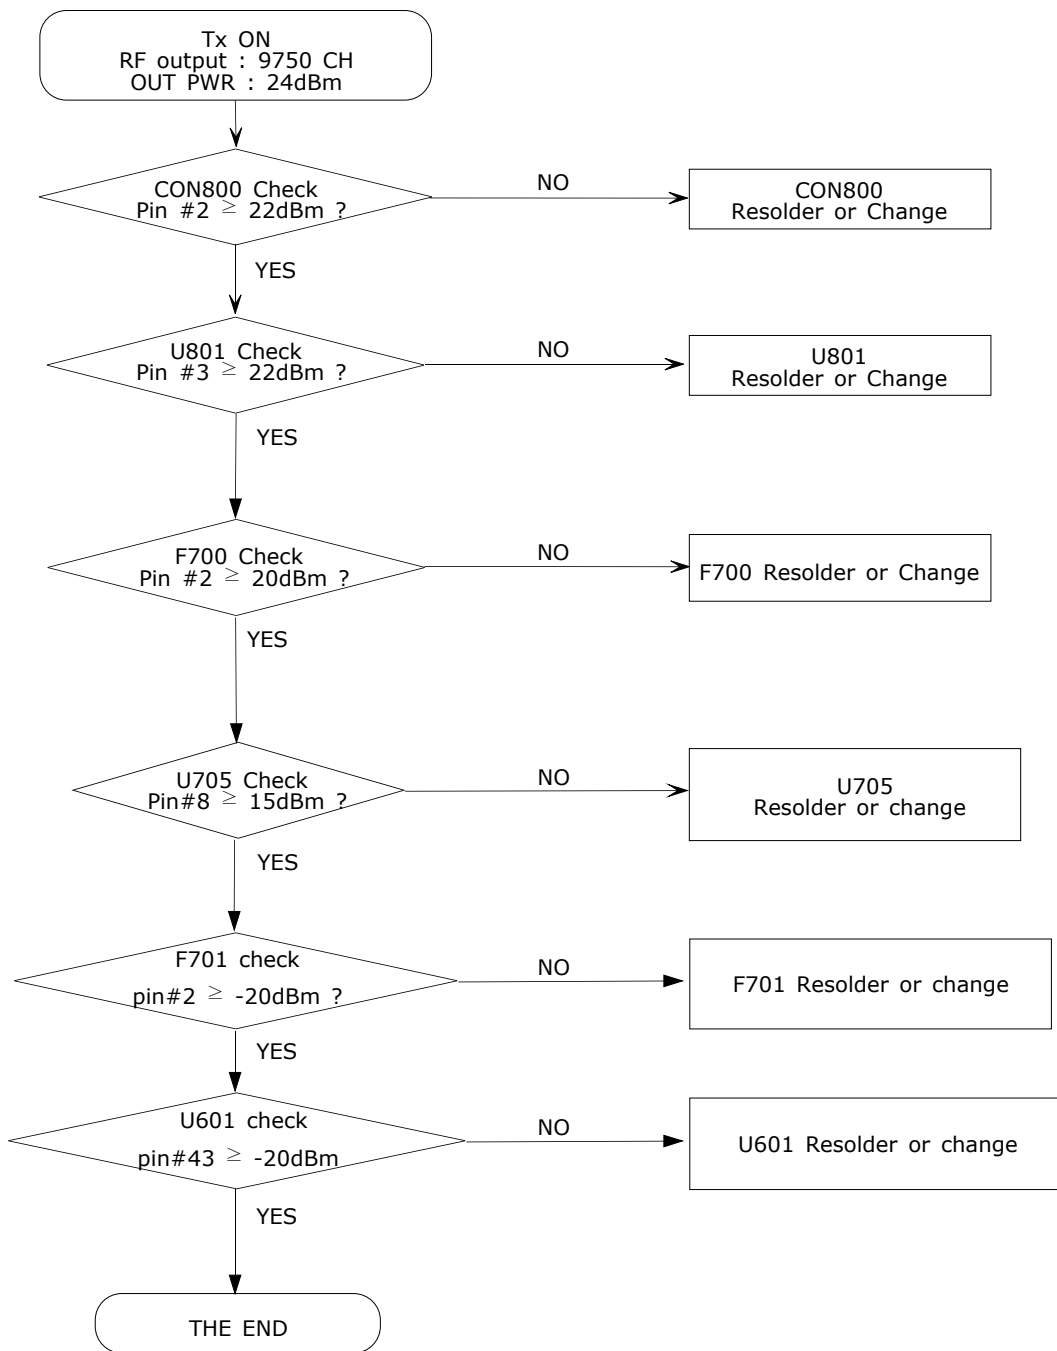 Tx ON
RF output : 9750 CH
OUT PWR : 24dBm
CON800 Check
Pin #2 ≥ 22dBm ?
NO
CON800
Resolder or Change
YES
U801 Check
Pin #3 ≥ 22dBm ?
NO
U801
Resolder or Change
YES
F700 Check
Pin #2 ≥ 20dBm ?
NO
F700 Resolder or Change
YES
U705 Check
Pin#8 ≥ 15dBm ?
NO
U705
Resolder or change
YES
F701 check
pin#2 ≥ -20dBm ?
NO
F701 Resolder or change
YES
U601 check
pin#43 ≥ -20dBm
NO
U601 Resolder or change
YES
THE END